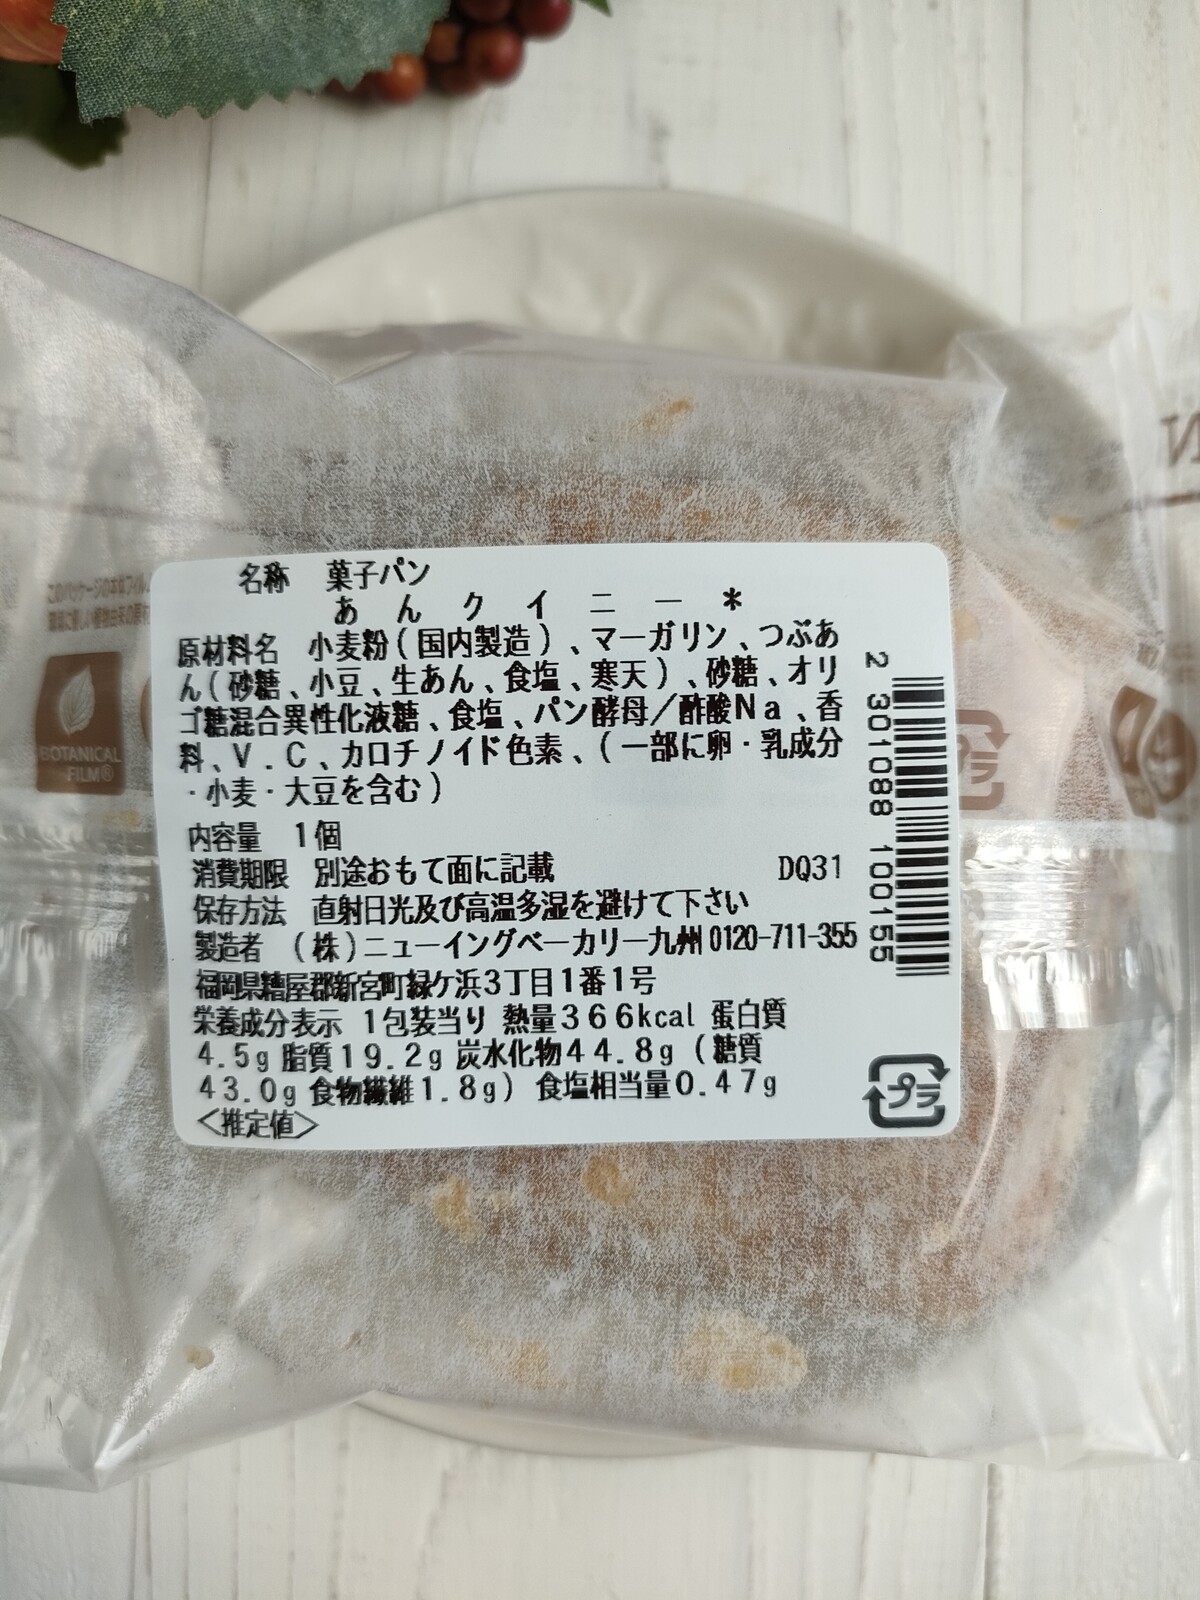 名称 菓子パン
あんクイニー*
原材料名 小麦粉(国内製造)、マーガリン、つぶあ
ん(砂糖、小豆、生あん、食塩、寒天)、砂糖、オリ
ゴ糖混合異性化液糖、食塩、パン酵母/酢酸Na、香
料、V.C、カロチノイド色素、(一部に卵・乳成分
・小麦・大豆を含む)
内容量 1個
消費期限 別途おもて面に記載 DQ31
保存方法 直射日光及び高温多湿を避けて下さい
製造者 (株)ニューイングベーカリー九州 0120-711-355
福岡県糟屋郡新宮町緑ケ浜3丁目1番1号
栄養成分表示 1包装当り 熱量366kcal 蛋白質
4.5g 脂質19.2g 炭水化物44.8g (糖質
43.0g 食物繊維1.8g) 食塩相当量0.47g
<推定値>
2 301088 100155
プラ
BOTANICAL
FILM®